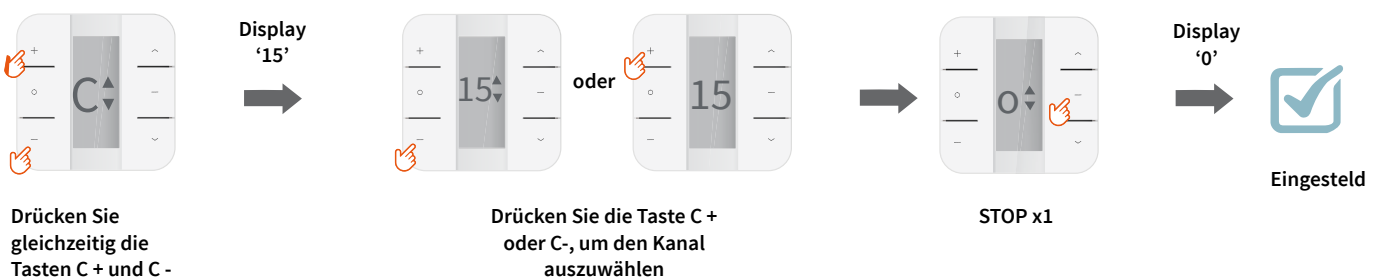 Display
‘15’
Display
‘0’
C
15
oder
15
o
Eingesteld
Drücken Sie
gleichzeitig die
Tasten C + und C -
Drücken Sie die Taste C +
oder C-, um den Kanal
auszuwählen
STOP x1